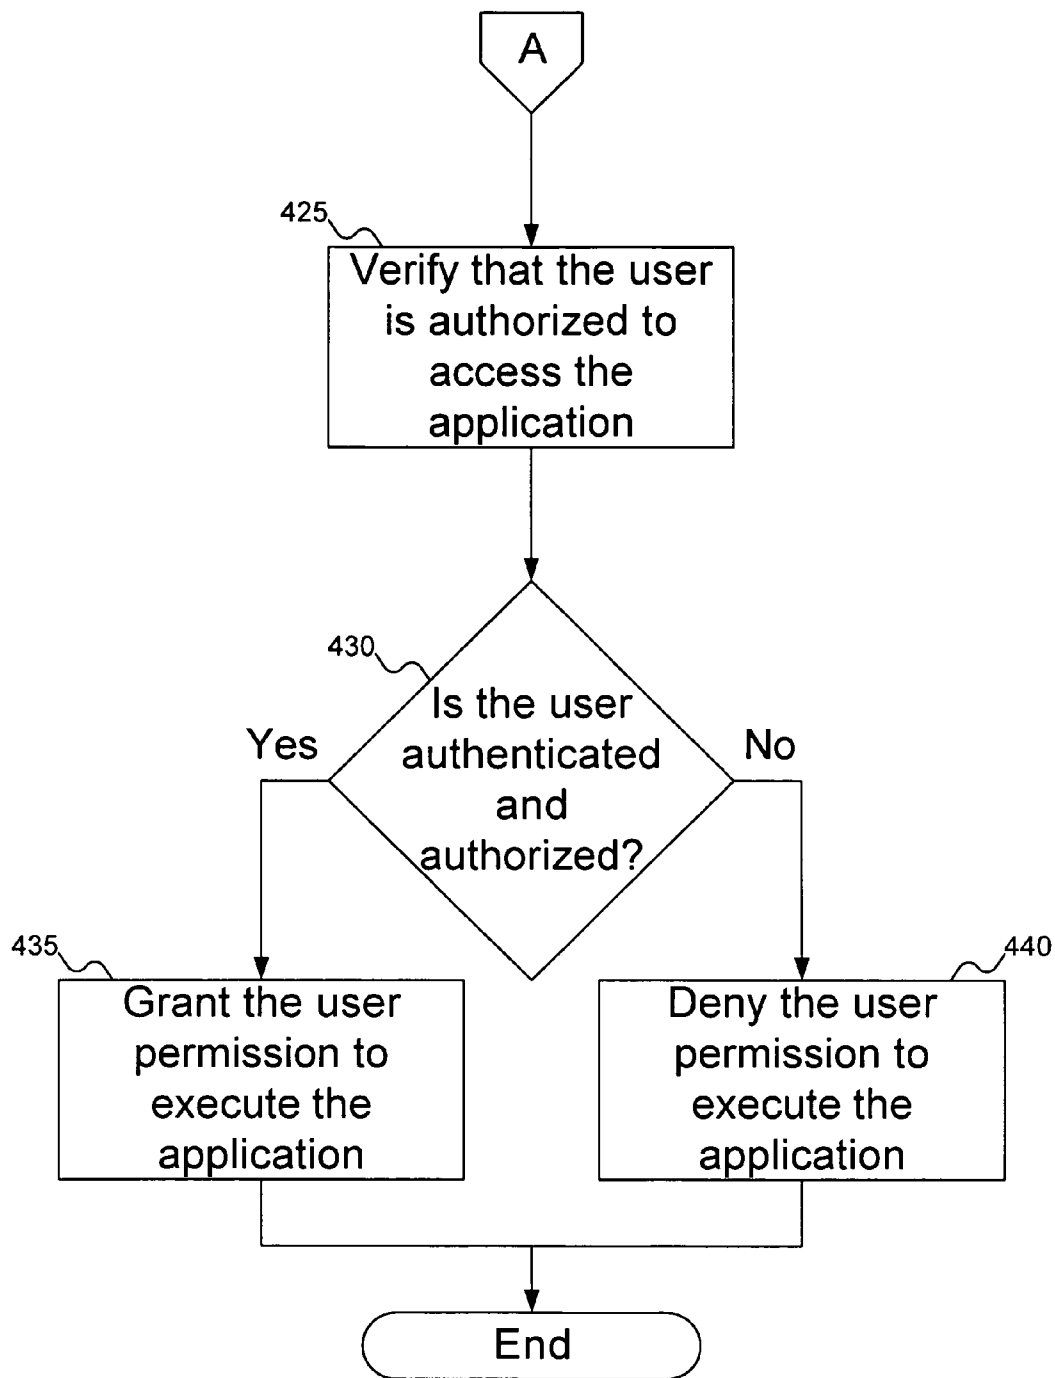 A
425
Verify that the user
is authorized to
access the
application
430
Is the user
authenticated
and
authorized?
Yes
No
435
Grant the user
permission to
execute the
application
440
Deny the user
permission to
execute the
application
End